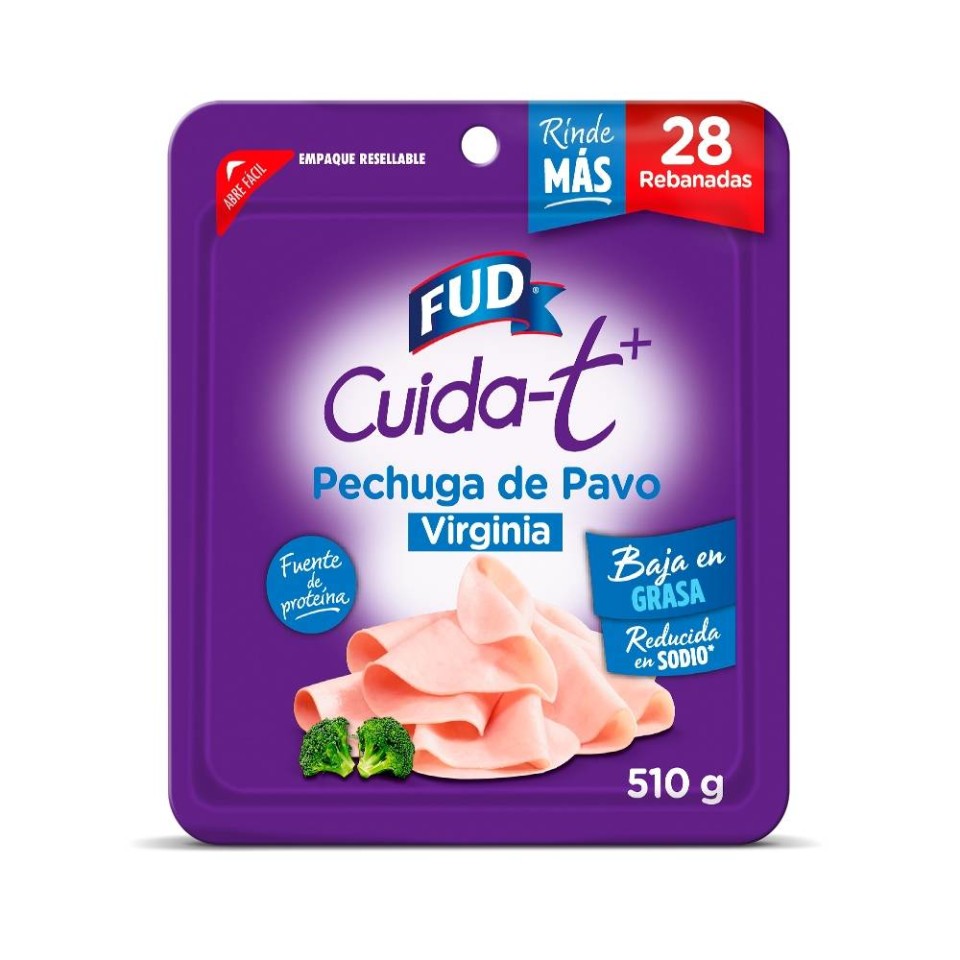 EMPAQUE RESELLABLE
ABRE FÁCIL
Rinde
MÁS
28
Rebanadas
FUD®
Cuida-t+
Pechuga de Pavo
Virginia
Fuente
de
proteína
Baja en
GRASA
Reducida
en SODIO*
510 g